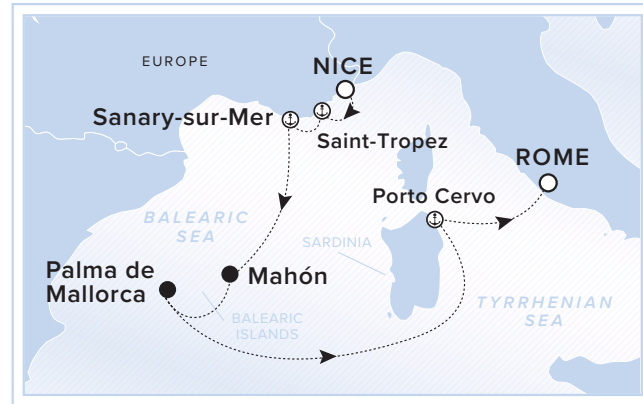 EUROPE
NICE
Sanary-sur-Mer
Saint-Tropez
ROME
Porto Cervo
BALEARIC
SEA
SARDINIA
Palma de
Mallorca
Mahón
BALEARIC
ISLANDS
TYRRHENIAN
SEA